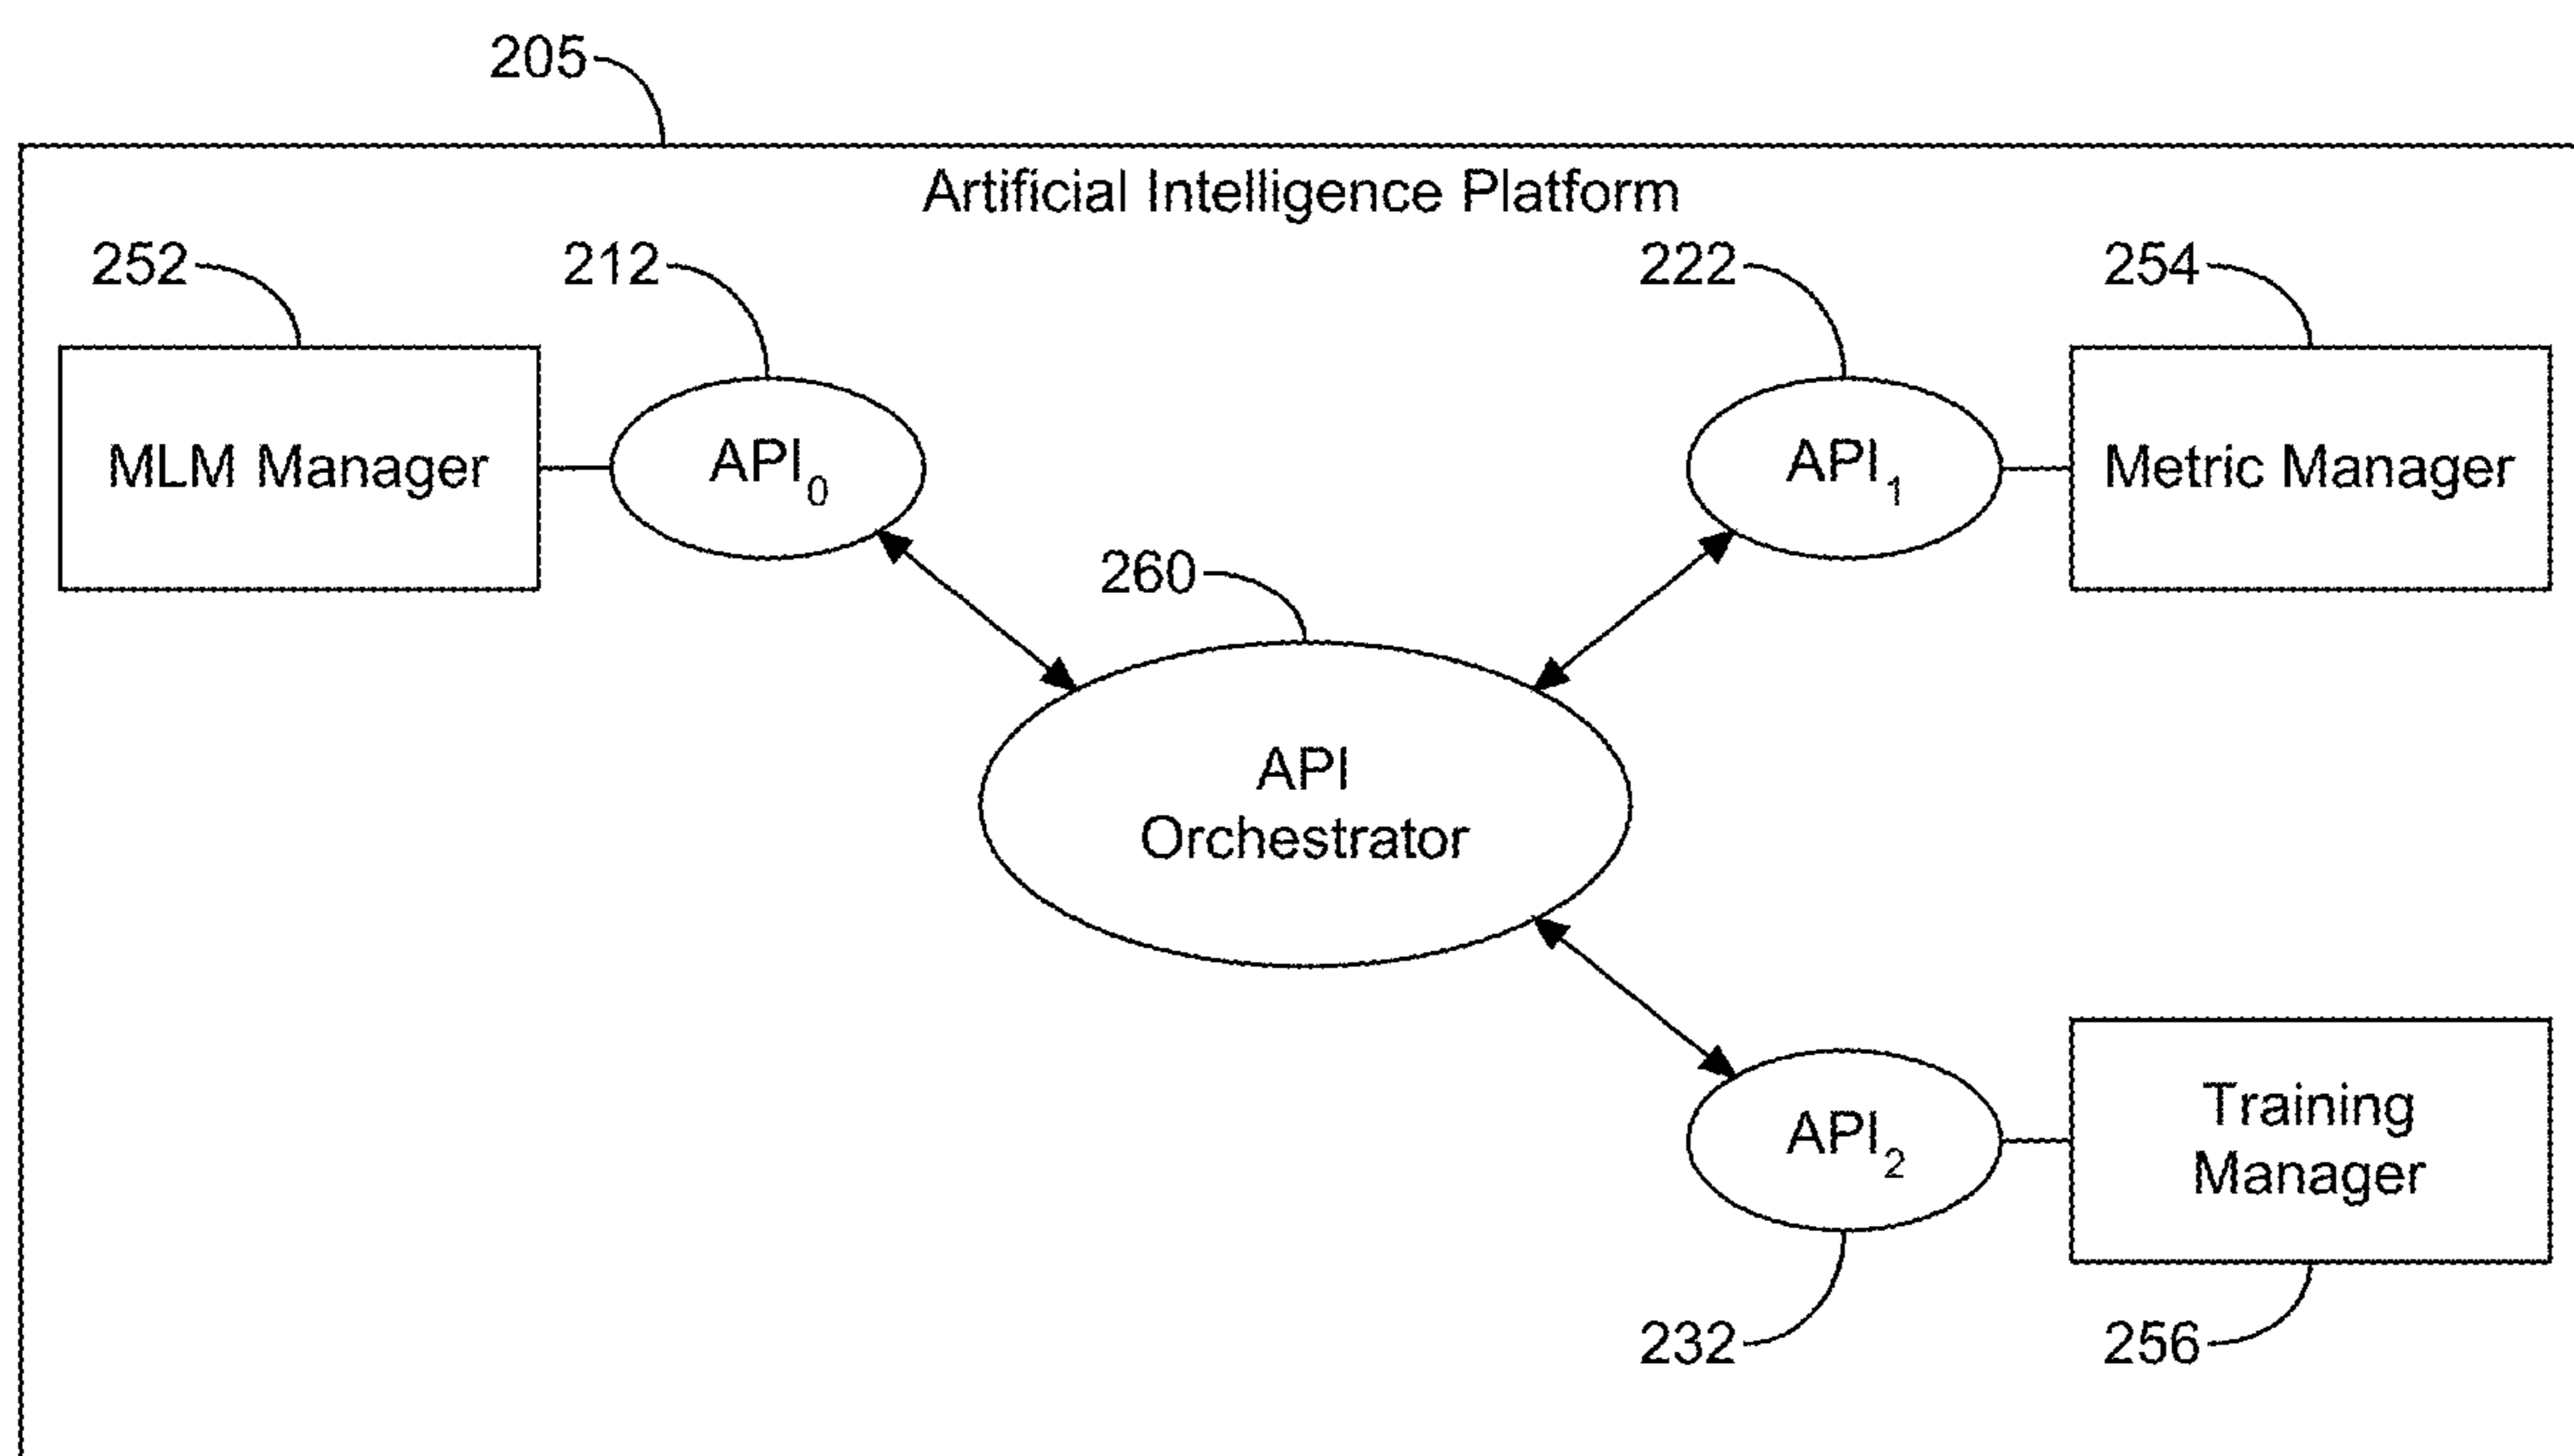 205
Artificial Intelligence Platform
252
212
222
254
MLM Manager
API₀
API₁
Metric Manager
260
API
Orchestrator
API₂
Training
Manager
232
256